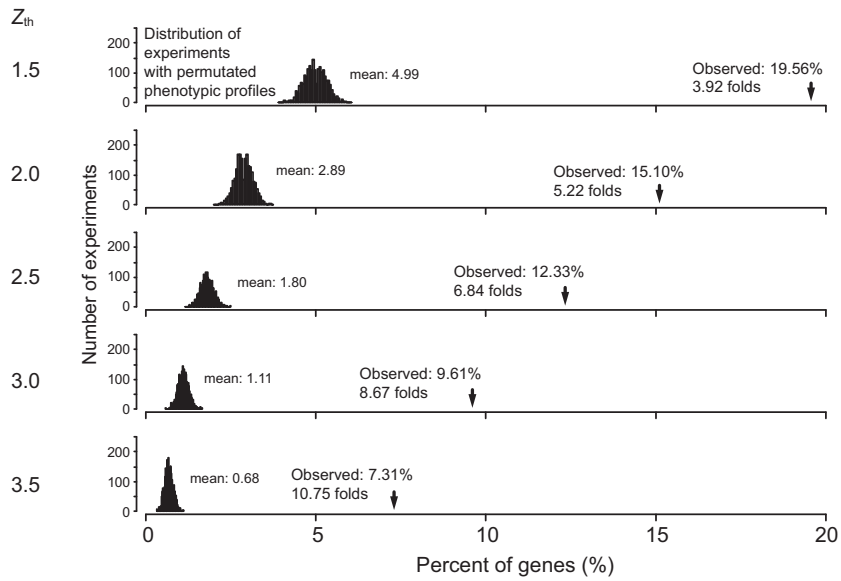 Zth
1.5
200
100
0
Distribution of
experiments
with permutated
phenotypic profiles
mean: 4.99
Observed: 19.56%
3.92 folds
2.0
200
100
0
mean: 2.89
Observed: 15.10%
5.22 folds
2.5
200
100
0
mean: 1.80
Observed: 12.33%
6.84 folds
3.0
200
100
0
mean: 1.11
Observed: 9.61%
8.67 folds
3.5
200
100
0
mean: 0.68
Observed: 7.31%
10.75 folds
Number of experiments
0 5 10 15 20
Percent of genes (%)